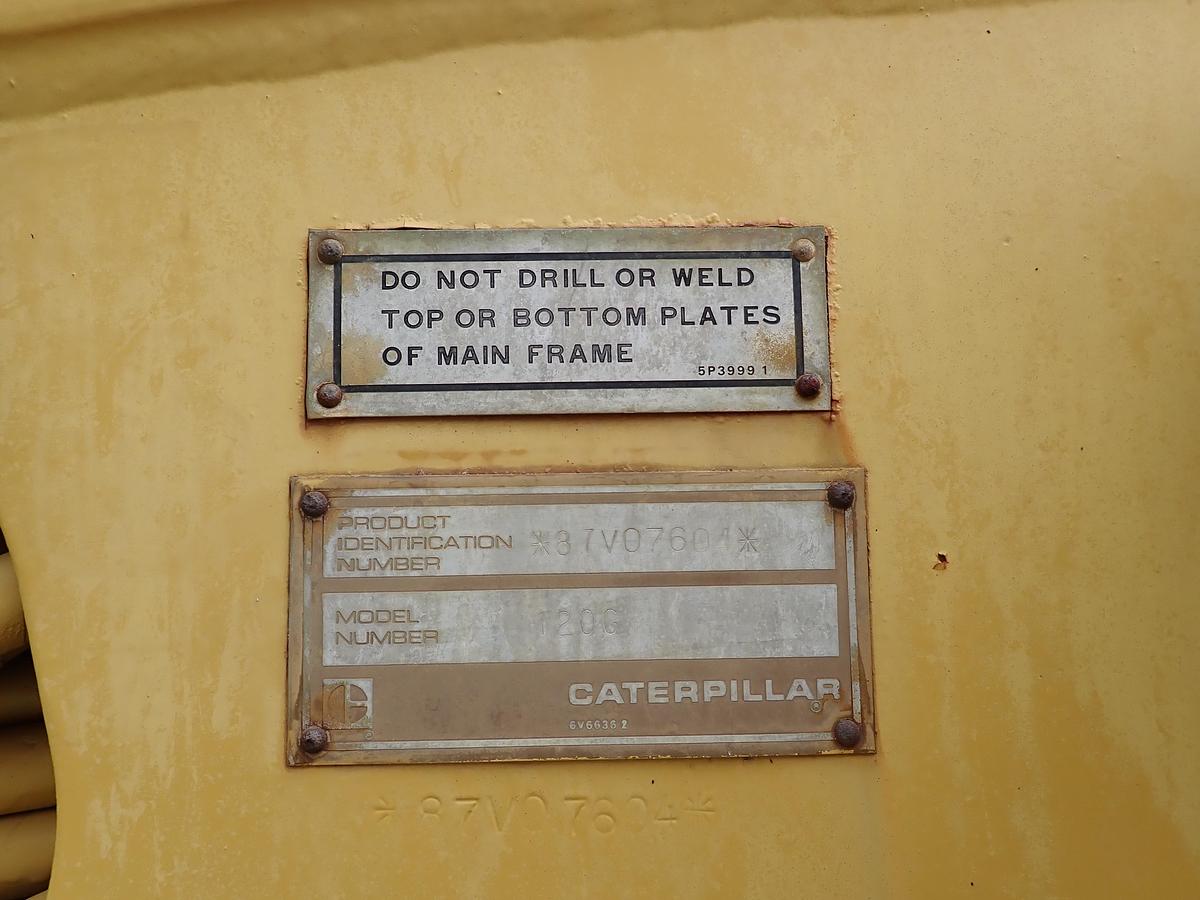 DO NOT DRILL OR WELD
TOP OR BOTTOM PLATES
OF MAIN FRAME
5P3999 1
PRODUCT
IDENTIFICATION
NUMBER
*87V07604*
MODEL
NUMBER
120G
CATERPILLAR®
6V6636 2
*87V07604*